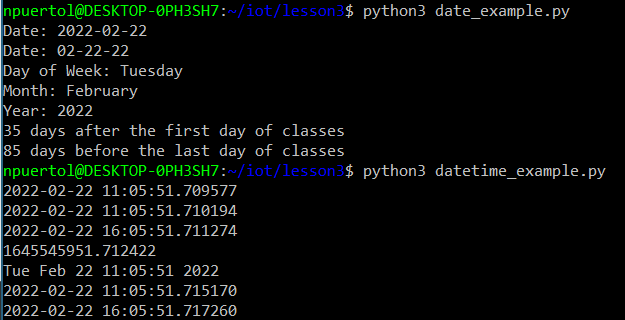 npuertol@DESKTOP-0PH3SH7:~/iot/lesson3$ python3 date_example.py
Date: 2022-02-22
Date: 02-22-22
Day of Week: Tuesday
Month: February
Year: 2022
35 days after the first day of classes
85 days before the last day of classes
npuertol@DESKTOP-0PH3SH7:~/iot/lesson3$ python3 datetime_example.py
2022-02-22 11:05:51.709577
2022-02-22 11:05:51.710194
2022-02-22 16:05:51.711274
1645545951.712422
Tue Feb 22 11:05:51 2022
2022-02-22 11:05:51.715170
2022-02-22 16:05:51.717260